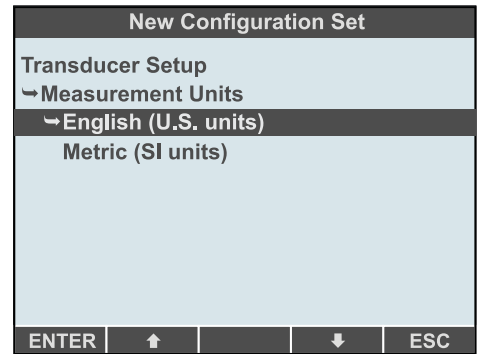 New Configuration Set
Transducer Setup
➥Measurement Units
➥English (U.S. units)
Metric (SI units)
ENTER ⬆ ⬇ ESC